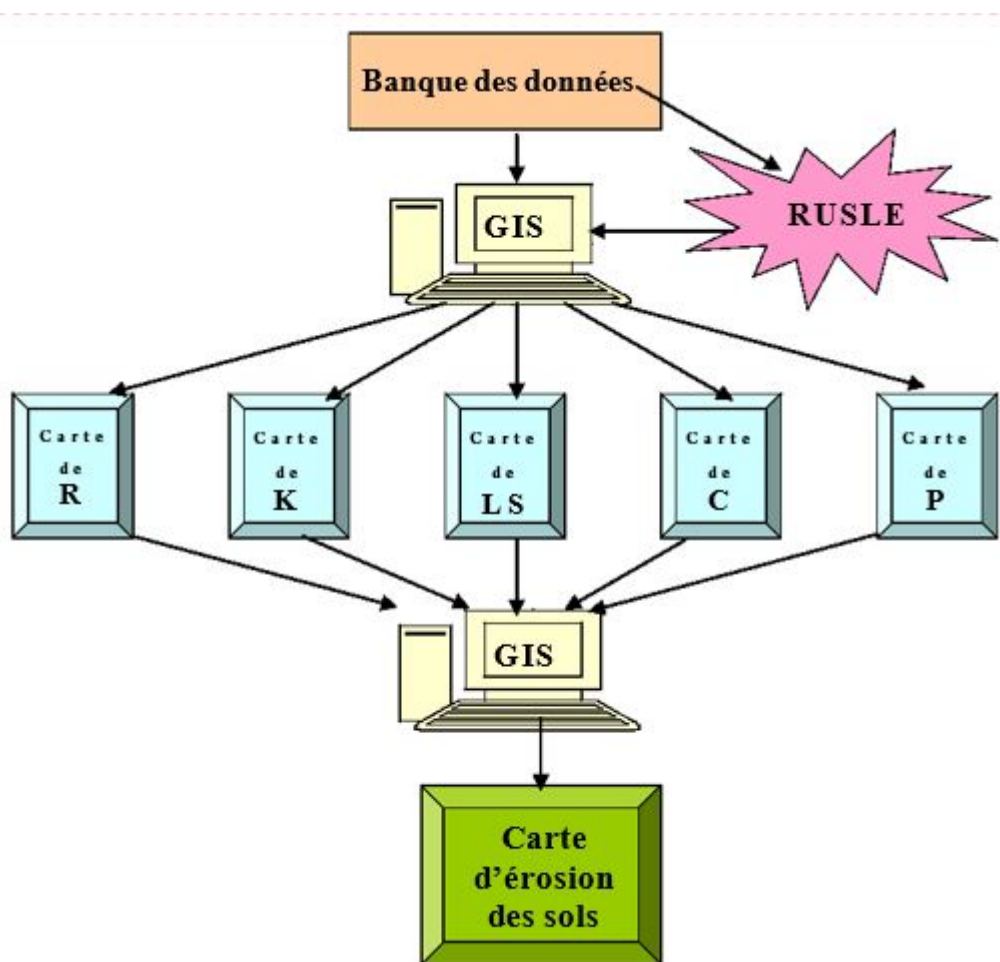 Banque des données
RUSLE
GIS
Carte
de
R
Carte
de
K
Carte
de
LS
Carte
de
C
Carte
de
P
GIS
Carte
d’érosion
des sols